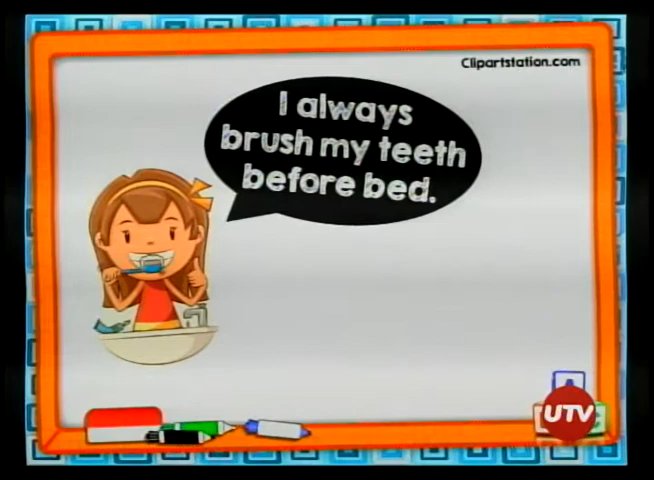 Clipartstation.com
I always
brush my teeth
before bed.
A
UTV